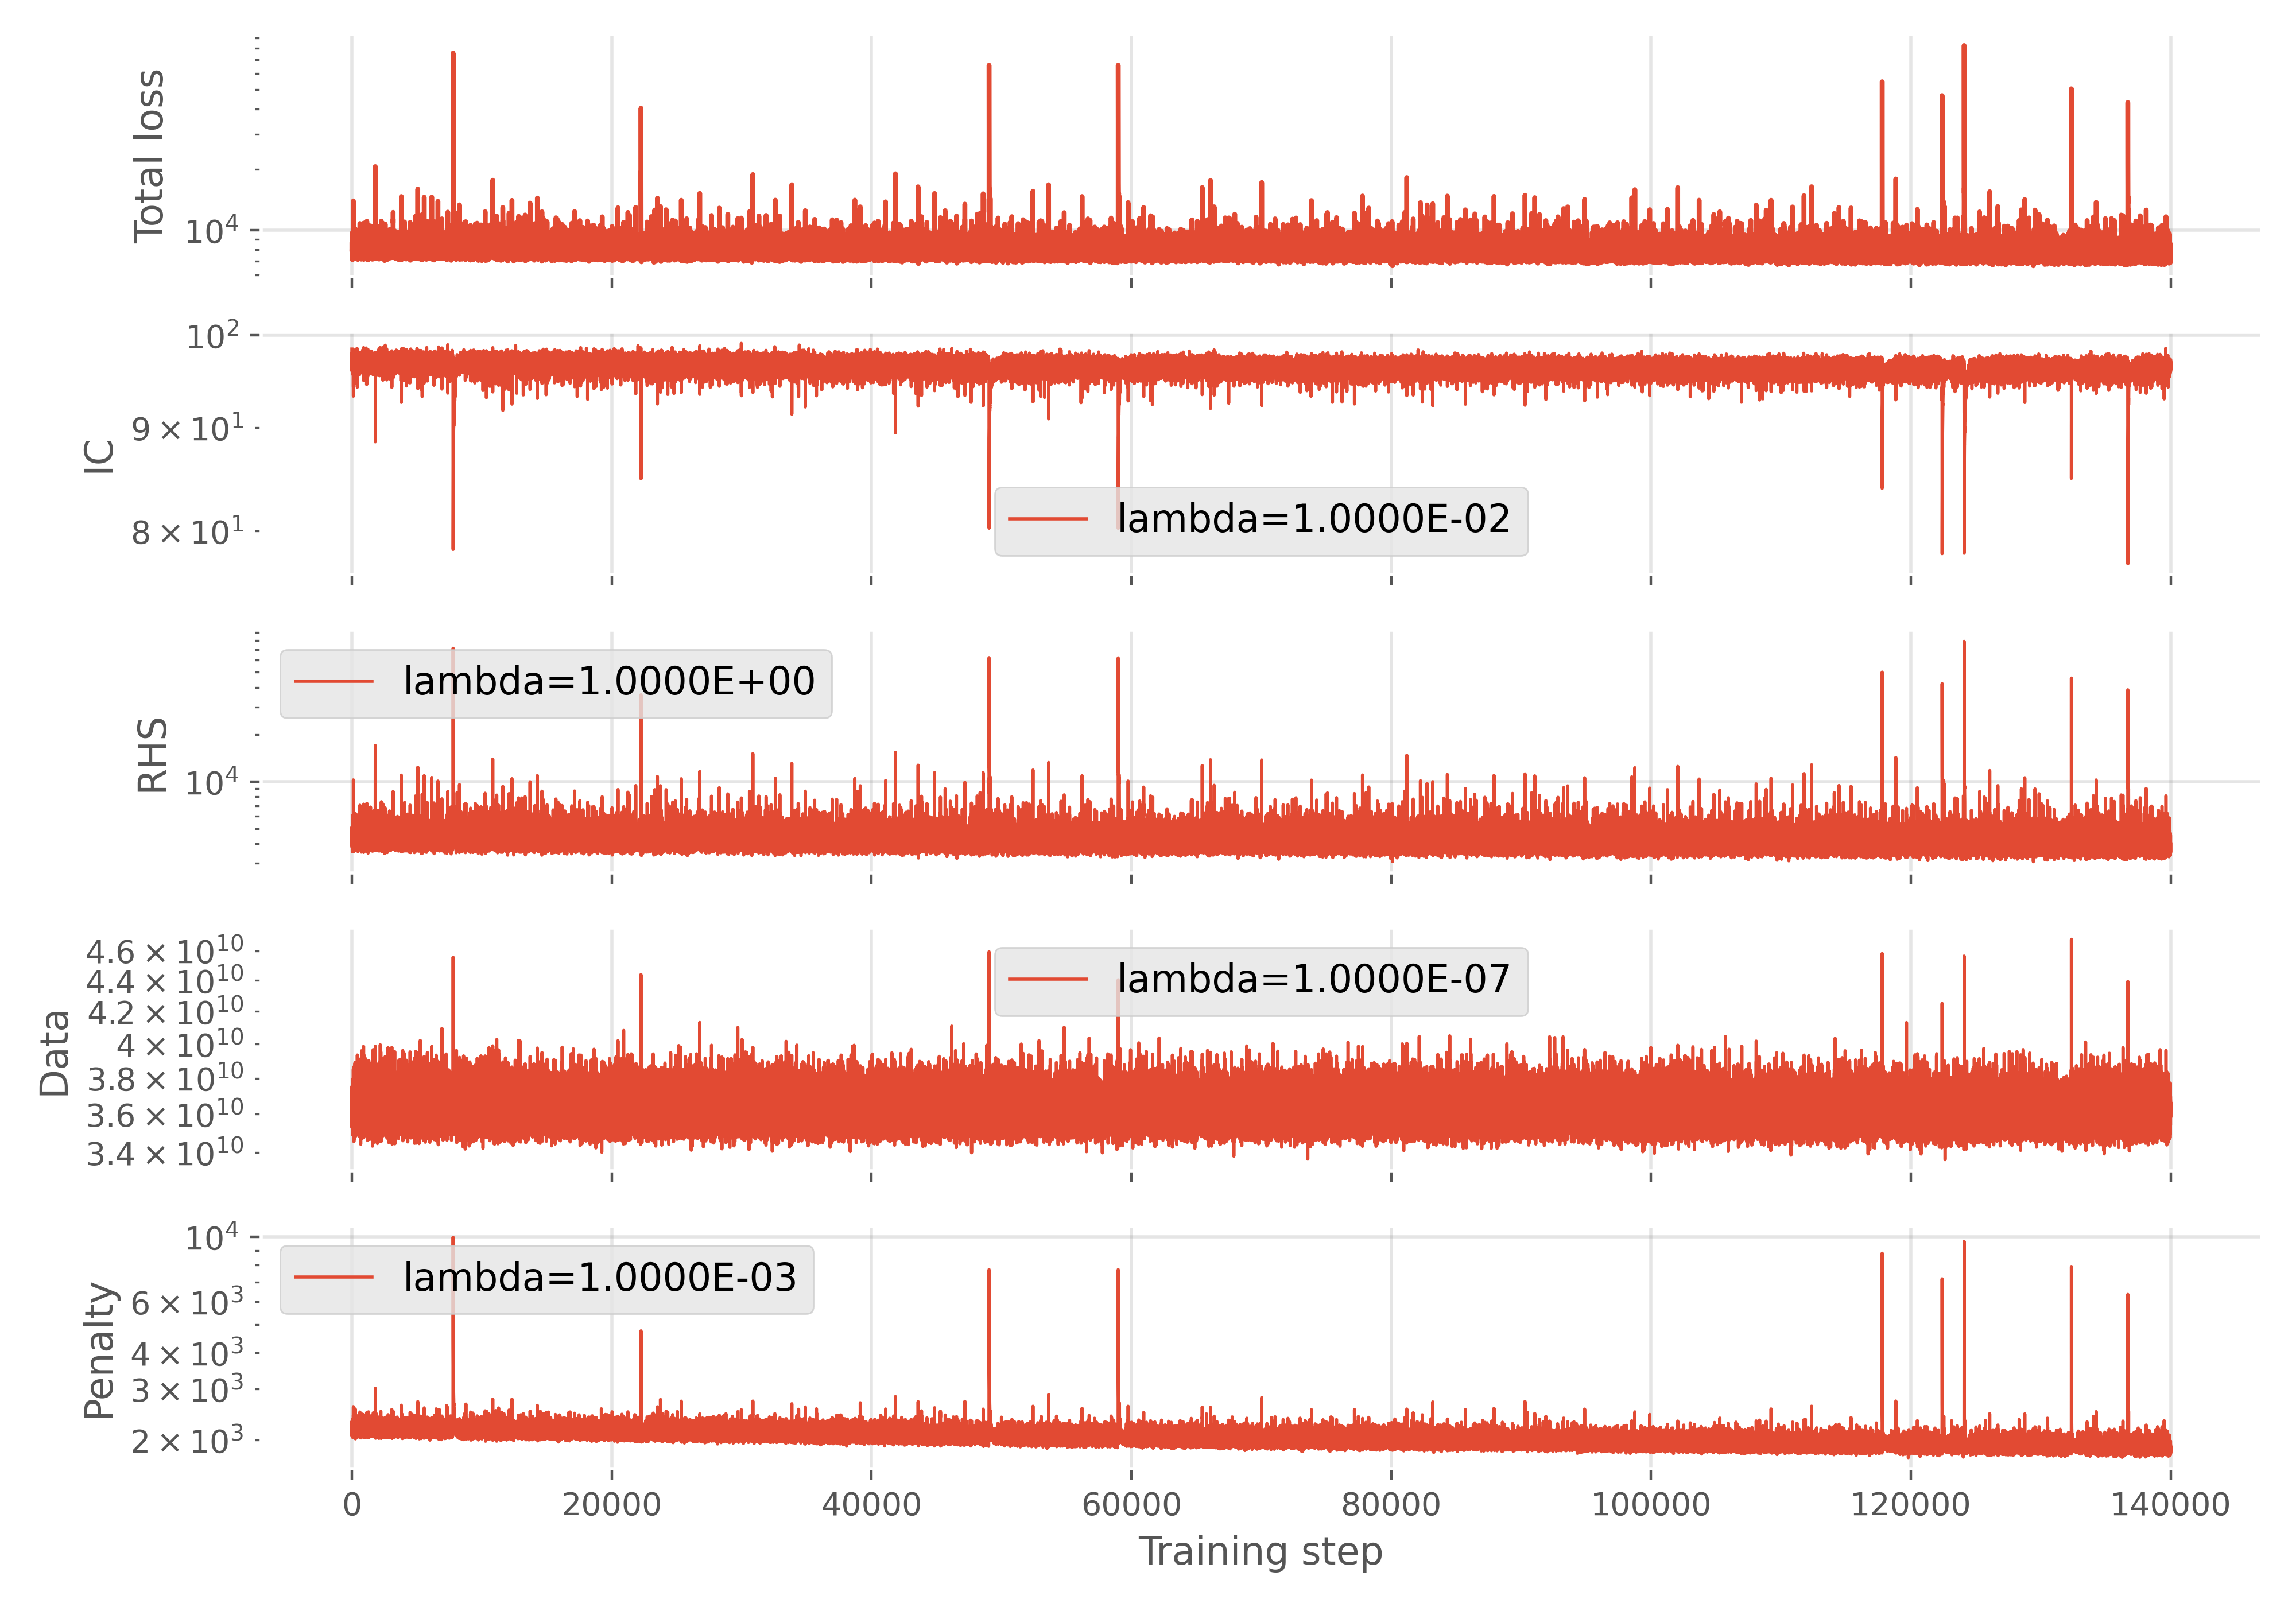 Total loss
10^4
IC
10^2
9 × 10^1
8 × 10^1
lambda=1.0000E-02
RHS
10^4
lambda=1.0000E+00
Data
4.6 × 10^10
4.4 × 10^10
4.2 × 10^10
4 × 10^10
3.8 × 10^10
3.6 × 10^10
3.4 × 10^10
lambda=1.0000E-07
Penalty
10^4
6 × 10^3
4 × 10^3
3 × 10^3
2 × 10^3
lambda=1.0000E-03
0 20000 40000 60000 80000 100000 120000 140000
Training step